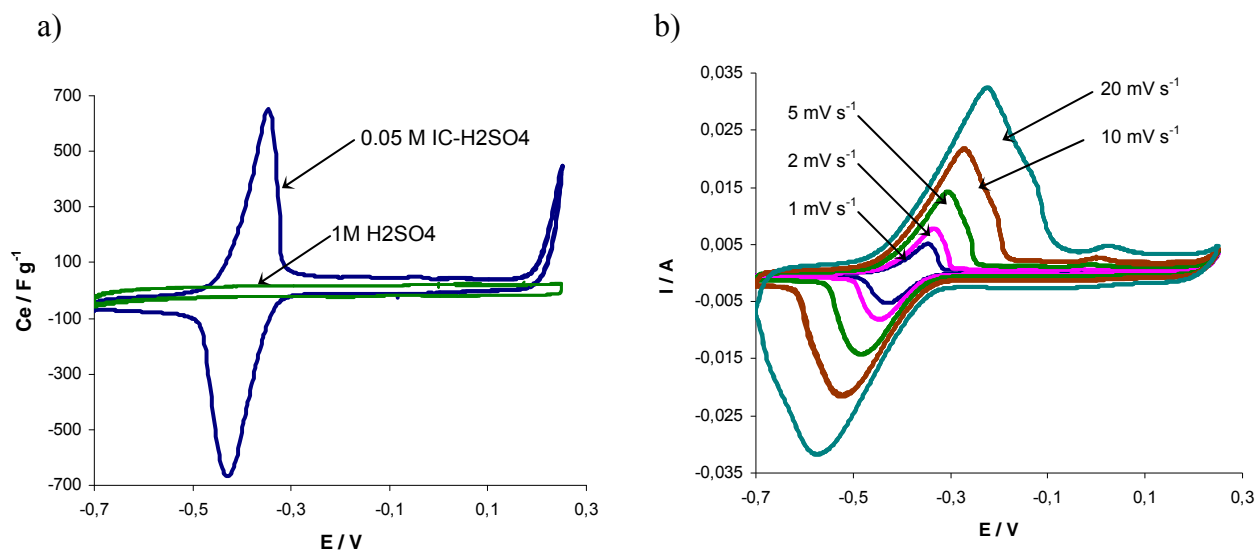 a)
700
500
300
100
-100
-300
-500
-700
-0,7
-0,5
-0,3
-0,1
0,1
0,3
E / V
Ce / F g⁻¹
0.05 M IC-H2SO4
1M H2SO4
b)
0,035
0,025
0,015
0,005
-0,005
-0,015
-0,025
-0,035
-0,7
-0,5
-0,3
-0,1
0,1
0,3
E / V
I / A
20 mV s⁻¹
10 mV s⁻¹
5 mV s⁻¹
2 mV s⁻¹
1 mV s⁻¹